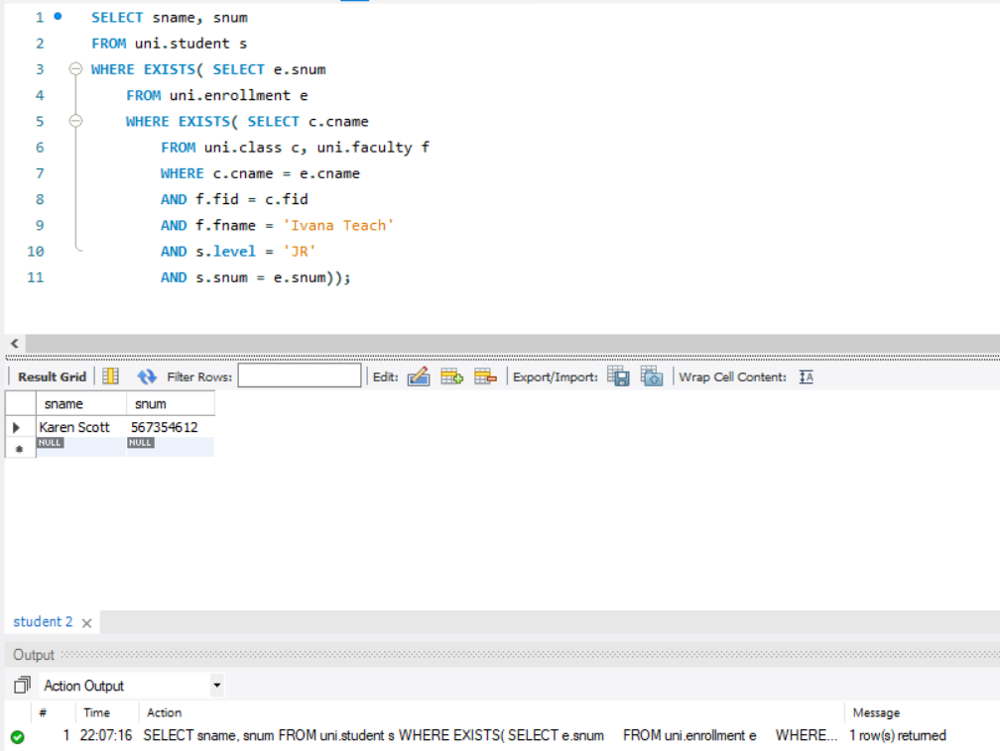 1 SELECT sname, snum
2 FROM uni.student s
3 WHERE EXISTS( SELECT e.snum
4 FROM uni.enrollment e
5 WHERE EXISTS( SELECT c.cname
6 FROM uni.class c, uni.faculty f
7 WHERE c.cname = e.cname
8 AND f.fid = c.fid
9 AND f.fname = 'Ivana Teach'
10 AND s.level = 'JR'
11 AND s.snum = e.snum));
Result Grid Filter Rows: Edit: Export/Import: Wrap Cell Content: IA
sname snum
Karen Scott 567354612
NULL NULL
student 2
Output
Action Output
# Time Action Message
1 22:07:16 SELECT sname, snum FROM uni.student s WHERE EXISTS( SELECT e.snum FROM uni.enrollment e WHERE... 1 row(s) returned